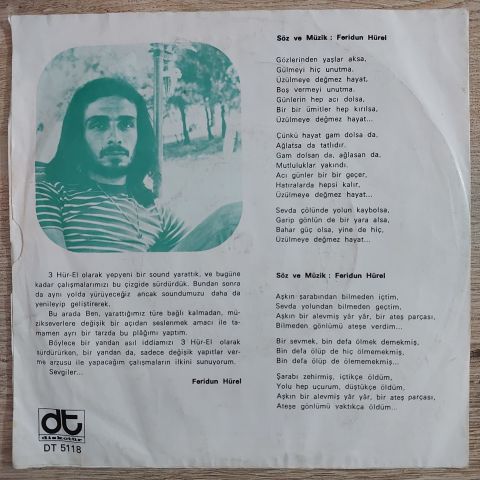 3 Hür-El olarak yepyeni bir sound yarattık, ve bugüne
kadar çalışmalarımızı bu çizgide sürdürdük. Bundan sonra
da aynı yolda yürüyeceğiz ancak soundumuzu daha da
yenileyip geliştirerek,
Bu arada Ben, yarattığımız türe bağlı kalmadan, mü-
zikseverlere değişik bir açıdan seslenmek amacı ile ta-
mamen ayrı bir tarzda bu plâğımı yaptım.
Böylece bir yandan asıl iddiamızı 3 Hür-El olarak
sürdürürken, bir yandan da, sadece değişik yapıtlar ver-
me arzusu ile yapacağım çalışmaların ilkini sunuyorum.
Sevgiler...
Feridun Hürel
dt
diskotür
DT 5118
Söz ve Müzik : Feridun Hürel
Gözlerinden yaşlar aksa,
Gülmeyi hiç unutma.
Üzülmeye değmez hayat,
Boş vermeyi unutma.
Günlerin hep acı dolsa,
Bir bir ümitler hep kırılsa,
Üzülmeye değmez hayat...
Çünkü hayat gam dolsa da,
Ağlatsa da tatlıdır.
Gam dolsan da, ağlasan da,
Mutluluklar yakındı.
Acı günler bir bir geçer,
Hatıralarda hepsi kalır,
Üzülmeye değmez hayat...
Sevda çölünde yolun kaybolsa,
Garip gönlün de bir yara alsa,
Bahar güç olsa, yine de hiç,
Üzülmeye değmez hayat...
Söz ve Müzik : Feridun Hürel
Aşkın şarabından bilmeden içtim,
Sevda yolundan bilmeden geçtim,
Aşkın bir alevmiş yâr yâr, bir ateş parçası,
Bilmeden gönlümü ateşe verdim...
Bir sevmek, bin defa ölmek demekmiş,
Bin defa ölüp de hiç ölmemekmiş,
Bin defa ölüp de ölememekmiş...
Şarabı zehirmiş, içtikçe öldüm,
Yolu hep uçurum, düştükçe öldüm,
Aşkın bir alevmiş yâr yâr, bir ateş parçası,
Ateşe gönlümü yaktıkça öldüm...